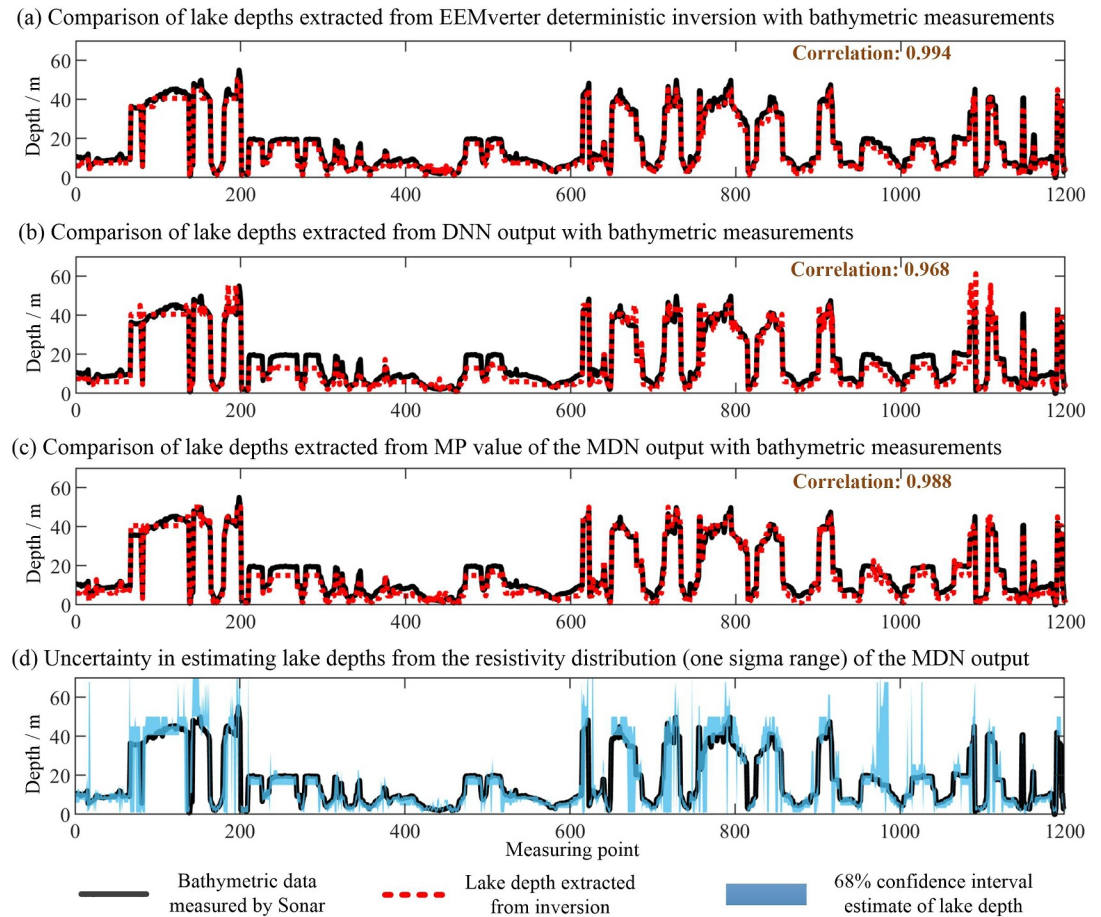 (a) Comparison of lake depths extracted from EEMverter deterministic inversion with bathymetric measurements
Correlation: 0.994
Depth / m
60
40
20
0
0
200
400
600
800
1000
1200
(b) Comparison of lake depths extracted from DNN output with bathymetric measurements
Correlation: 0.968
Depth / m
60
40
20
0
0
200
400
600
800
1000
1200
(c) Comparison of lake depths extracted from MP value of the MDN output with bathymetric measurements
Correlation: 0.988
Depth / m
60
40
20
0
0
200
400
600
800
1000
1200
(d) Uncertainty in estimating lake depths from the resistivity distribution (one sigma range) of the MDN output
Depth / m
60
40
20
0
0
200
400
600
800
1000
1200
Measuring point
Bathymetric data
measured by Sonar
Lake depth extracted
from inversion
68% confidence interval
estimate of lake depth